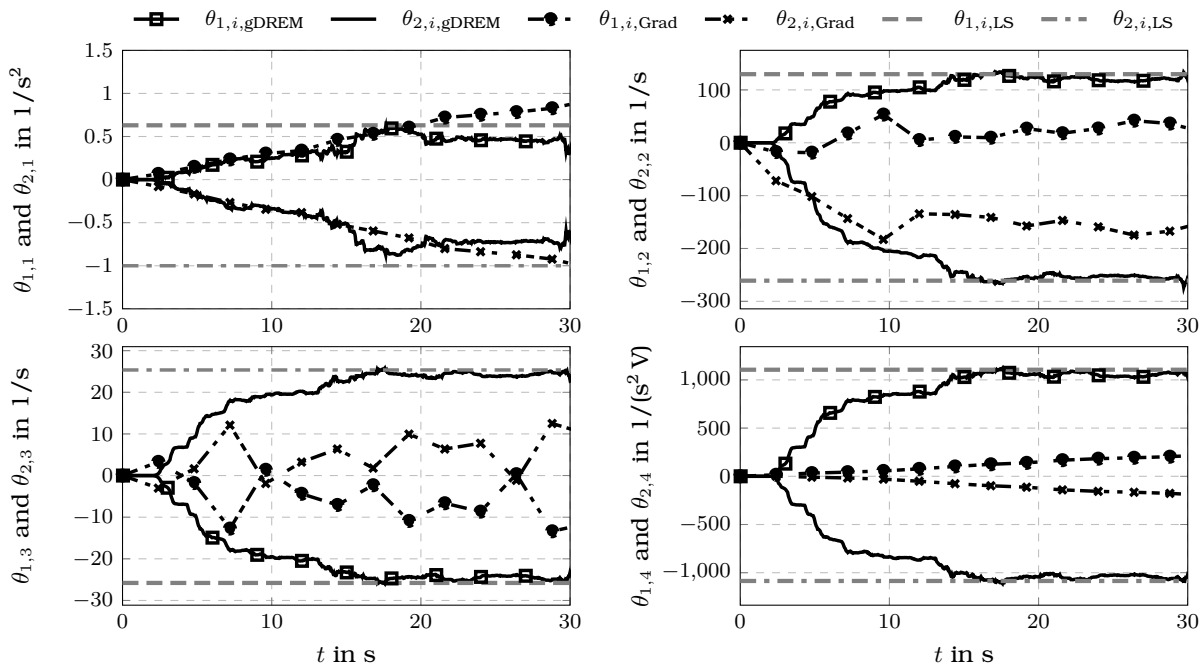 θ1,i,gDREM θ2,i,gDREM θ1,i,Grad θ2,i,Grad θ1,i,LS θ2,i,LS
θ1,1 and θ2,1 in 1/s²
1.5
1
0.5
0
−0.5
−1
−1.5
0 10 20 30
θ1,2 and θ2,2 in 1/s
100
0
−100
−200
−300
0 10 20 30
θ1,3 and θ2,3 in 1/s
30
20
10
0
−10
−20
−30
0 10 20 30
t in s
θ1,4 and θ2,4 in 1/(s² V)
1,000
500
0
−500
−1,000
0 10 20 30
t in s